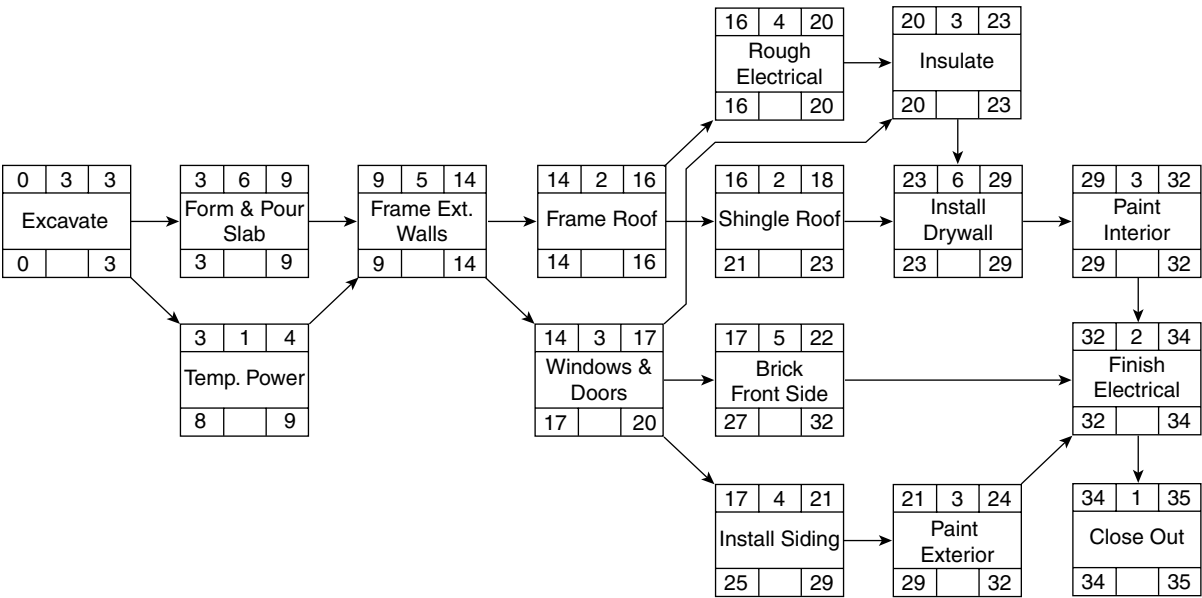 16 4 20
Rough
Electrical
16 20
20 3 23
Insulate
20 23
0 3 3
Excavate
0 3
3 6 9
Form & Pour
Slab
3 9
9 5 14
Frame Ext.
Walls
9 14
14 2 16
Frame Roof
14 16
16 2 18
Shingle Roof
21 23
23 6 29
Install
Drywall
23 29
29 3 32
Paint
Interior
29 32
3 1 4
Temp. Power
8 9
14 3 17
Windows &
Doors
17 20
17 5 22
Brick
Front Side
27 32
32 2 34
Finish
Electrical
32 34
17 4 21
Install Siding
25 29
21 3 24
Paint
Exterior
29 32
34 1 35
Close Out
34 35